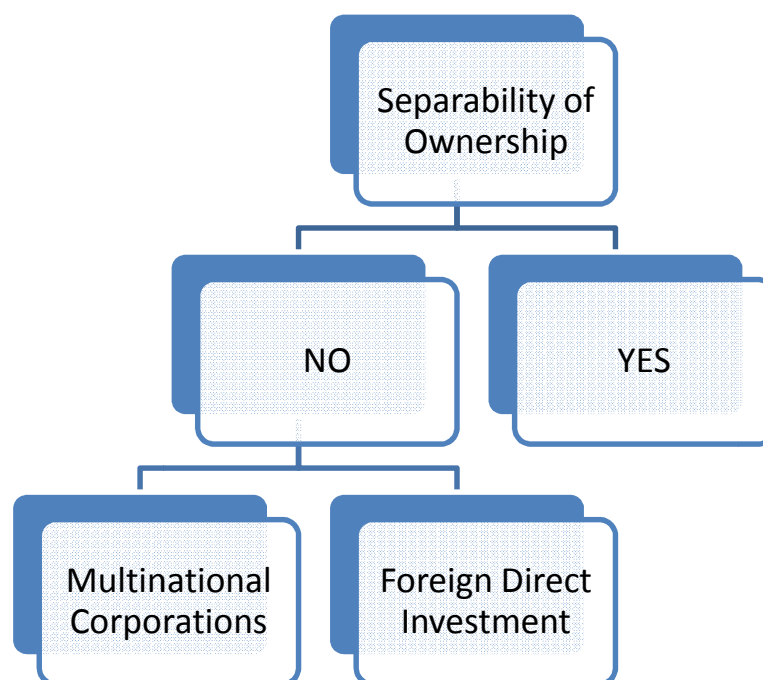 Separability of
Ownership
NO
YES
Multinational
Corporations
Foreign Direct
Investment